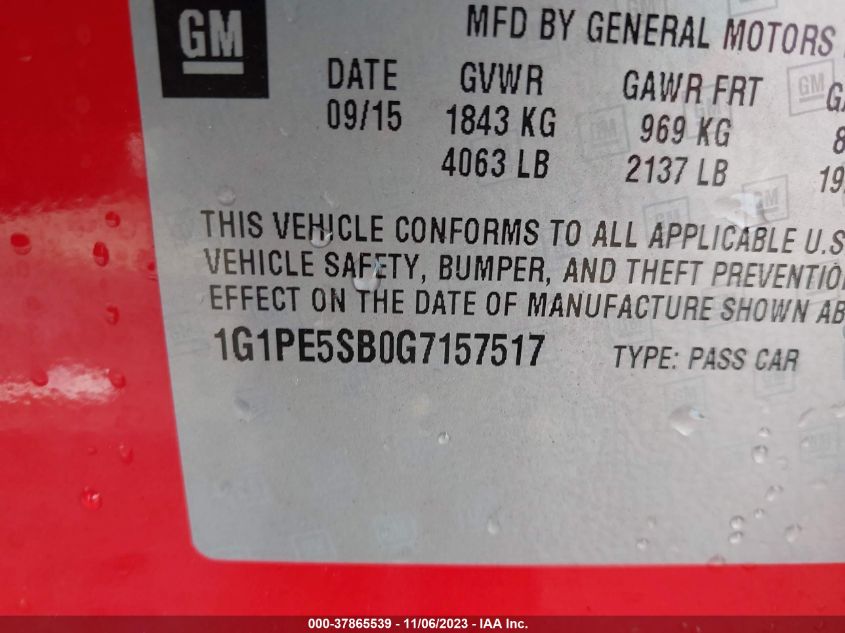 GM
MFD BY GENERAL MOTORS
DATE GVWR GAWR FRT
09/15 1843 KG 969 KG 8
4063 LB 2137 LB 19
THIS VEHICLE CONFORMS TO ALL APPLICABLE U.S
VEHICLE SAFETY, BUMPER, AND THEFT PREVENTIO
EFFECT ON THE DATE OF MANUFACTURE SHOWN AB
1G1PE5SB0G7157517 TYPE: PASS CAR
000-37865539 - 11/06/2023 - IAA Inc.